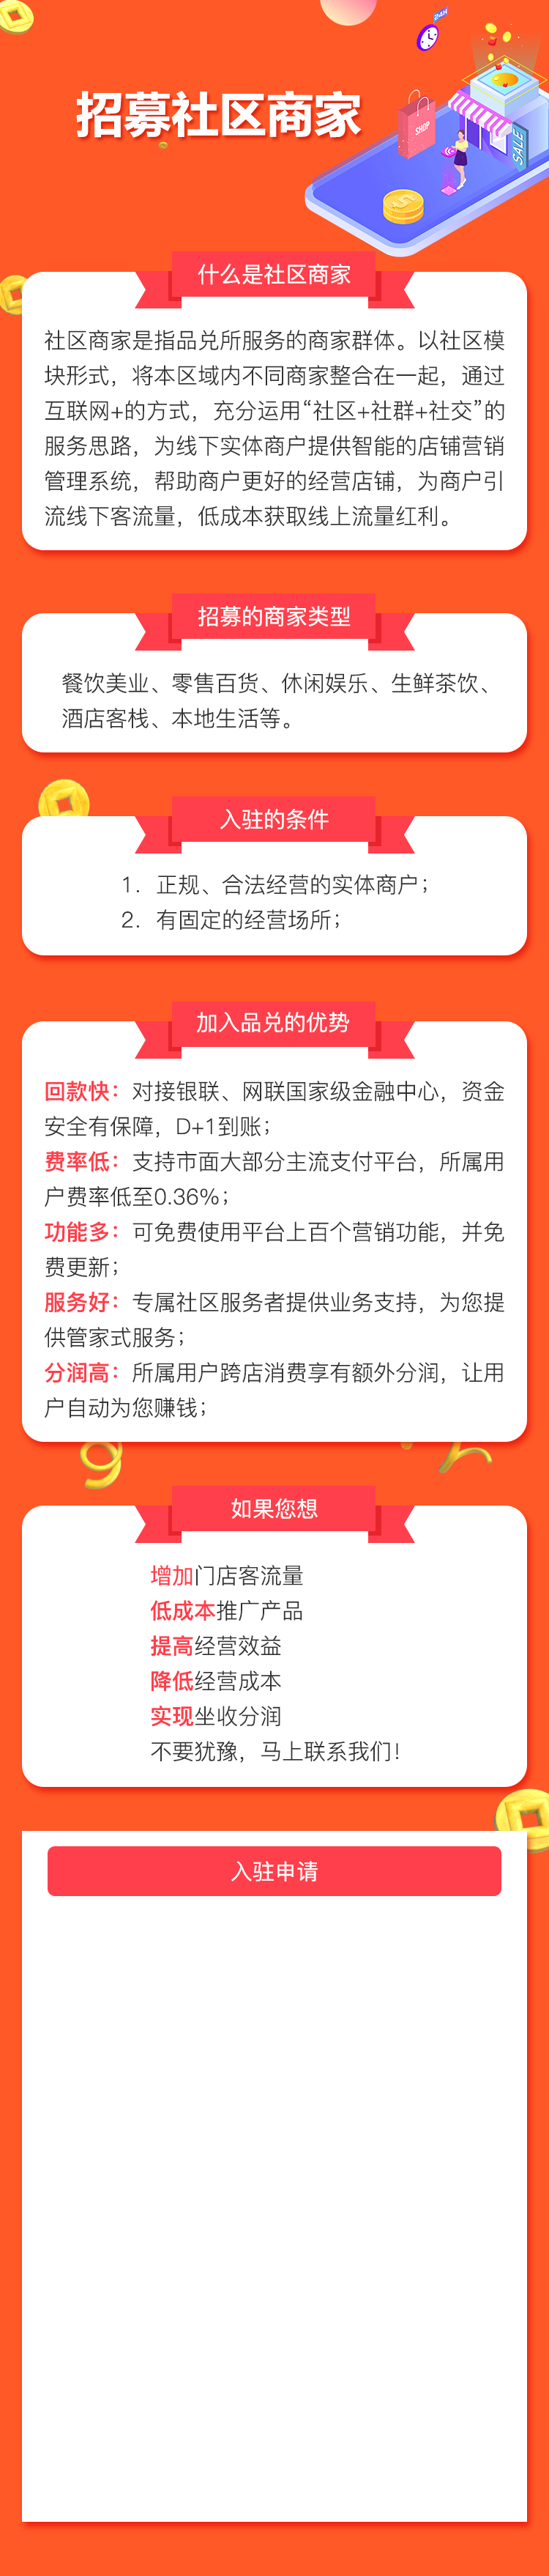 24H
招募社区商家
SHOP
SALE
什么是社区商家
社区商家是指品兑所服务的商家群体。以社区模
块形式，将本区域内不同商家整合在一起，通过
互联网+的方式，充分运用“社区+社群+社交”的
服务思路，为线下实体商户提供智能的店铺营销
管理系统，帮助商户更好的经营店铺，为商户引
流线下客流量，低成本获取线上流量红利。
招募的商家类型
餐饮美业、零售百货、休闲娱乐、生鲜茶饮、
酒店客栈、本地生活等。
入驻的条件
1. 正规、合法经营的实体商户；
2. 有固定的经营场所；
加入品兑的优势
回款快：对接银联、网联国家级金融中心，资金
安全有保障，D+1到账；
费率低：支持市面大部分主流支付平台，所属用
户费率低至0.36%；
功能多：可免费使用平台上百个营销功能，并免
费更新；
服务好：专属社区服务者提供业务支持，为您提
供管家式服务；
分润高：所属用户跨店消费享有额外分润，让用
户自动为您赚钱；
如果您想
增加门店客流量
低成本推广产品
提高经营效益
降低经营成本
实现坐收分润
不要犹豫，马上联系我们！
入驻申请